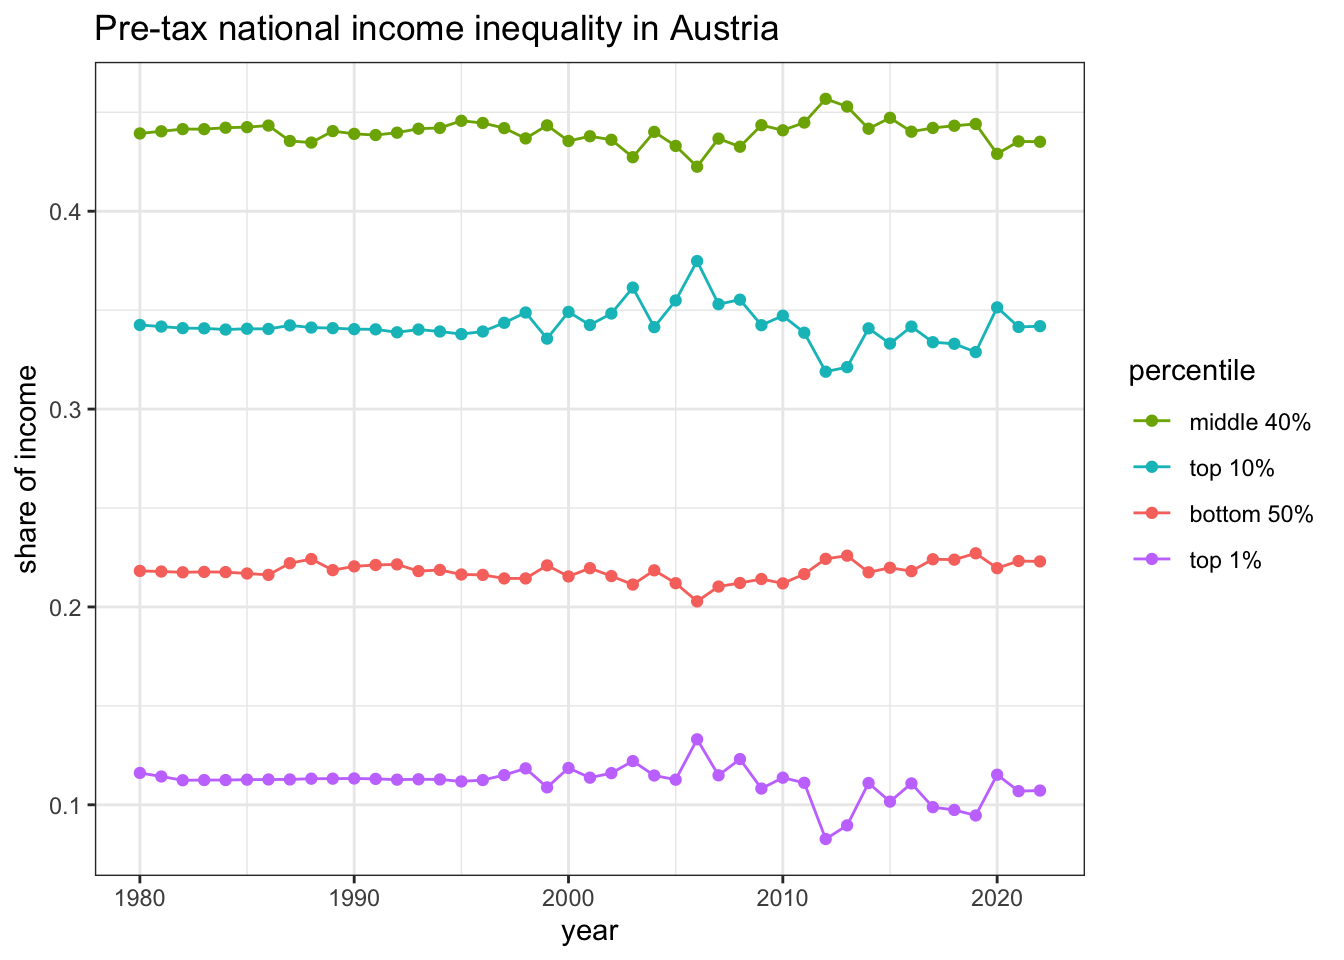 Pre-tax national income inequality in Austria
share of income
0.4
0.3
0.2
0.1
1980 1990 2000 2010 2020
year
percentile
middle 40%
top 10%
bottom 50%
top 1%